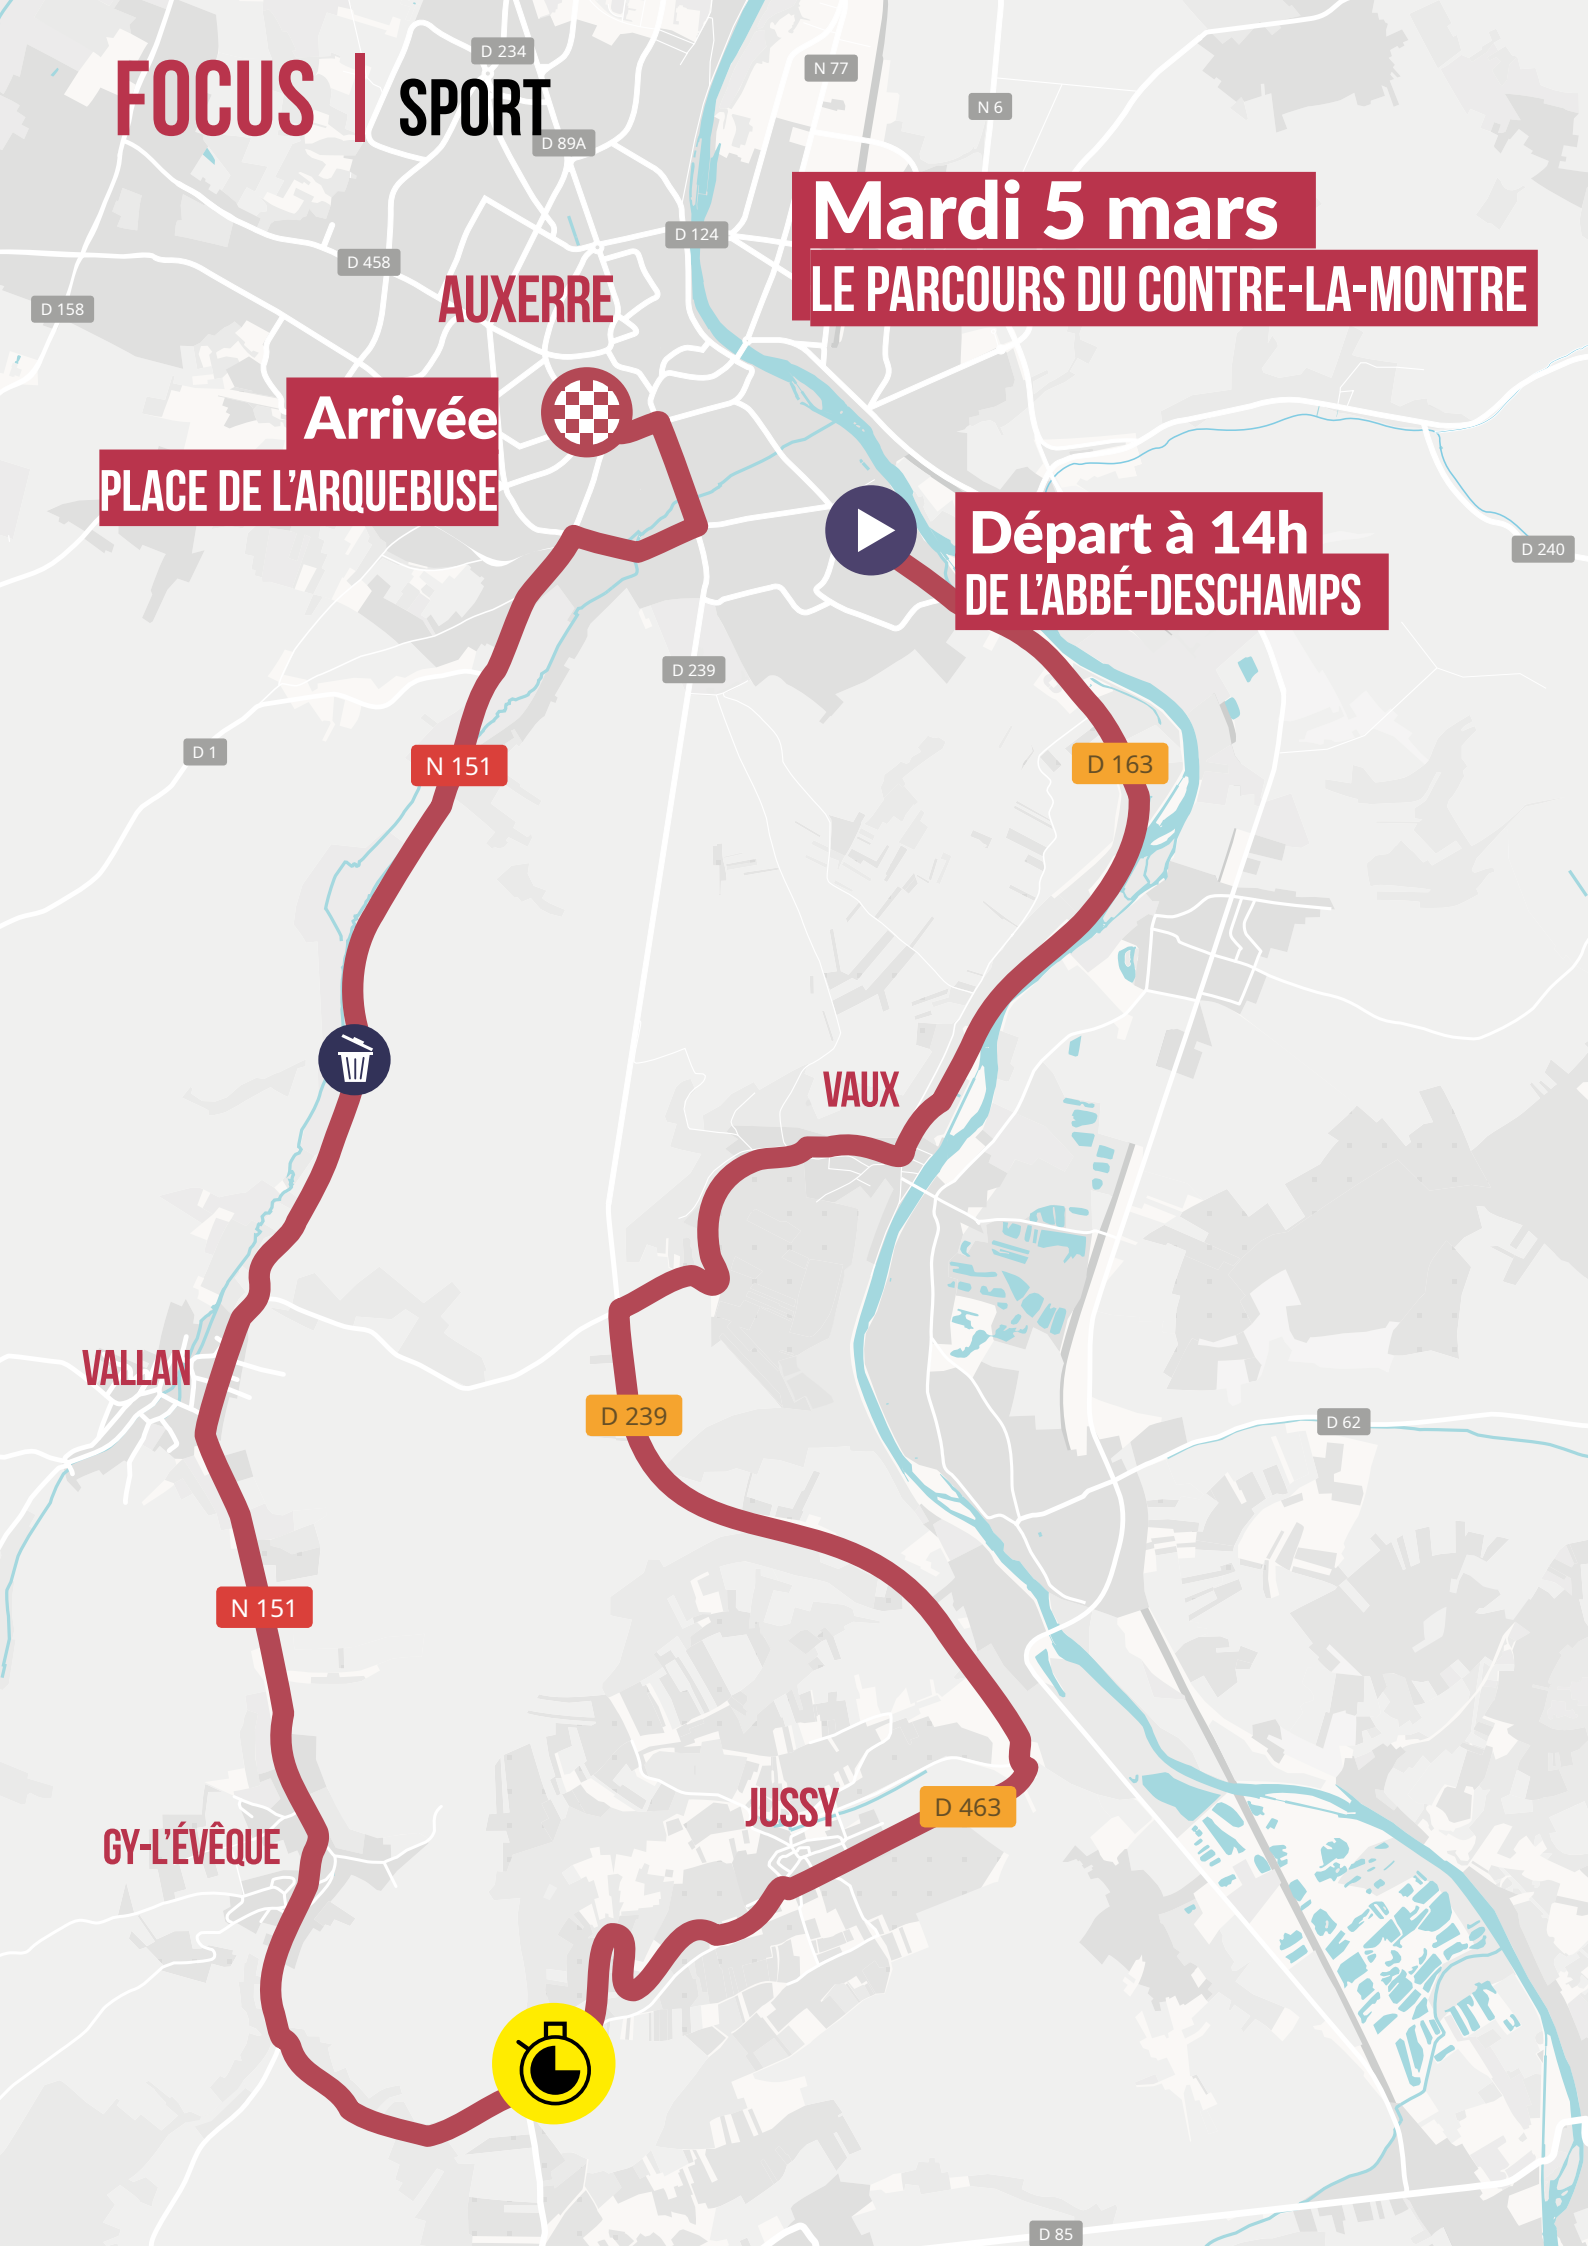 FOCUS | SPORT
D 234
N 77
N 6
D 89A
Mardi 5 mars
LE PARCOURS DU CONTRE-LA-MONTRE
D 124
D 458
D 158
AUXERRE
Arrivée
PLACE DE L'ARQUEBUSE
Départ à 14h
DE L'ABBÉ-DESCHAMPS
D 240
D 239
D 1
N 151
D 163
VAUX
VALLAN
D 239
D 62
N 151
JUSSY
D 463
GY-L'ÉVÊQUE
D 85